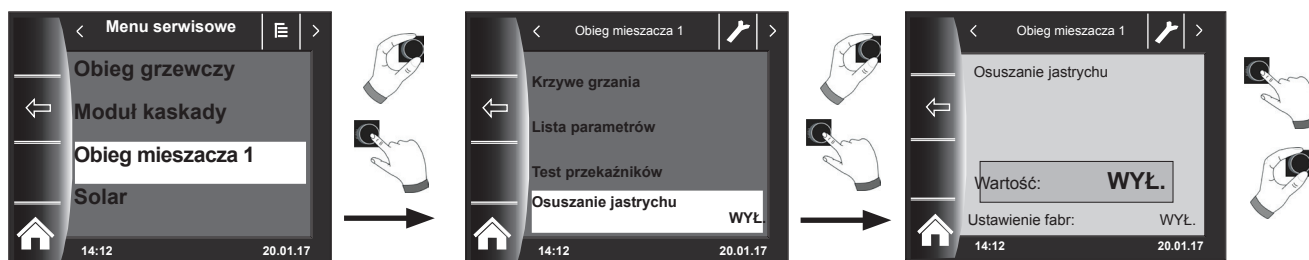 Menu serwisowe
Obieg grzewczy
Moduł kaskady
Obieg mieszacza 1
Solar
14:12 20.01.17
Obieg mieszacza 1
Krzywe grzania
Lista parametrów
Test przekaźników
Osuszanie jastrychu
WYŁ.
14:12 20.01.17
Obieg mieszacza 1
Osuszanie jastrychu
Wartość: WYŁ.
Ustawienie fabr: WYŁ.
14:12 20.01.17